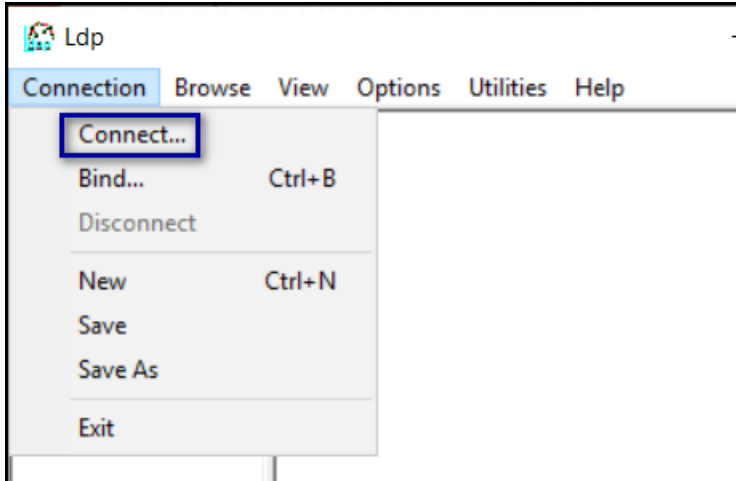 Ldp
Connection Browse View Options Utilities Help
Connect...
Bind... Ctrl+B
Disconnect
New Ctrl+N
Save
Save As
Exit